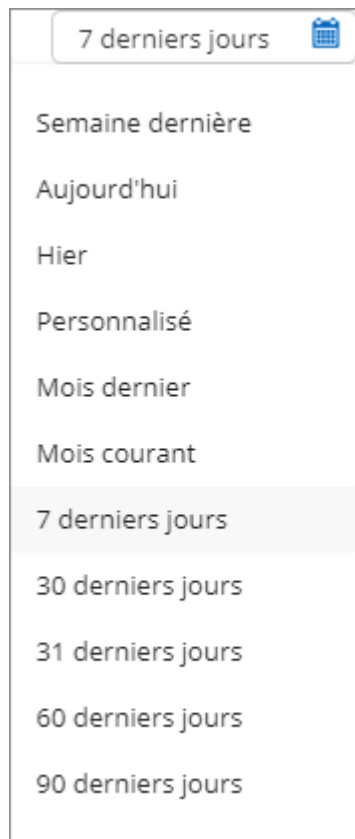 7 derniers jours
Semaine dernière
Aujourd'hui
Hier
Personnalisé
Mois dernier
Mois courant
7 derniers jours
30 derniers jours
31 derniers jours
60 derniers jours
90 derniers jours